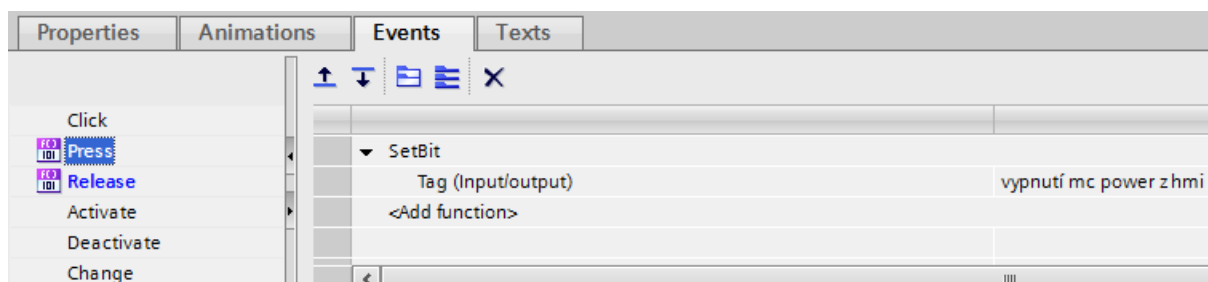 Properties Animations Events Texts
Click
Press
SetBit
Release
Tag (Input/output) vypnutí mc power z hmi
Activate
<Add function>
Deactivate
Change